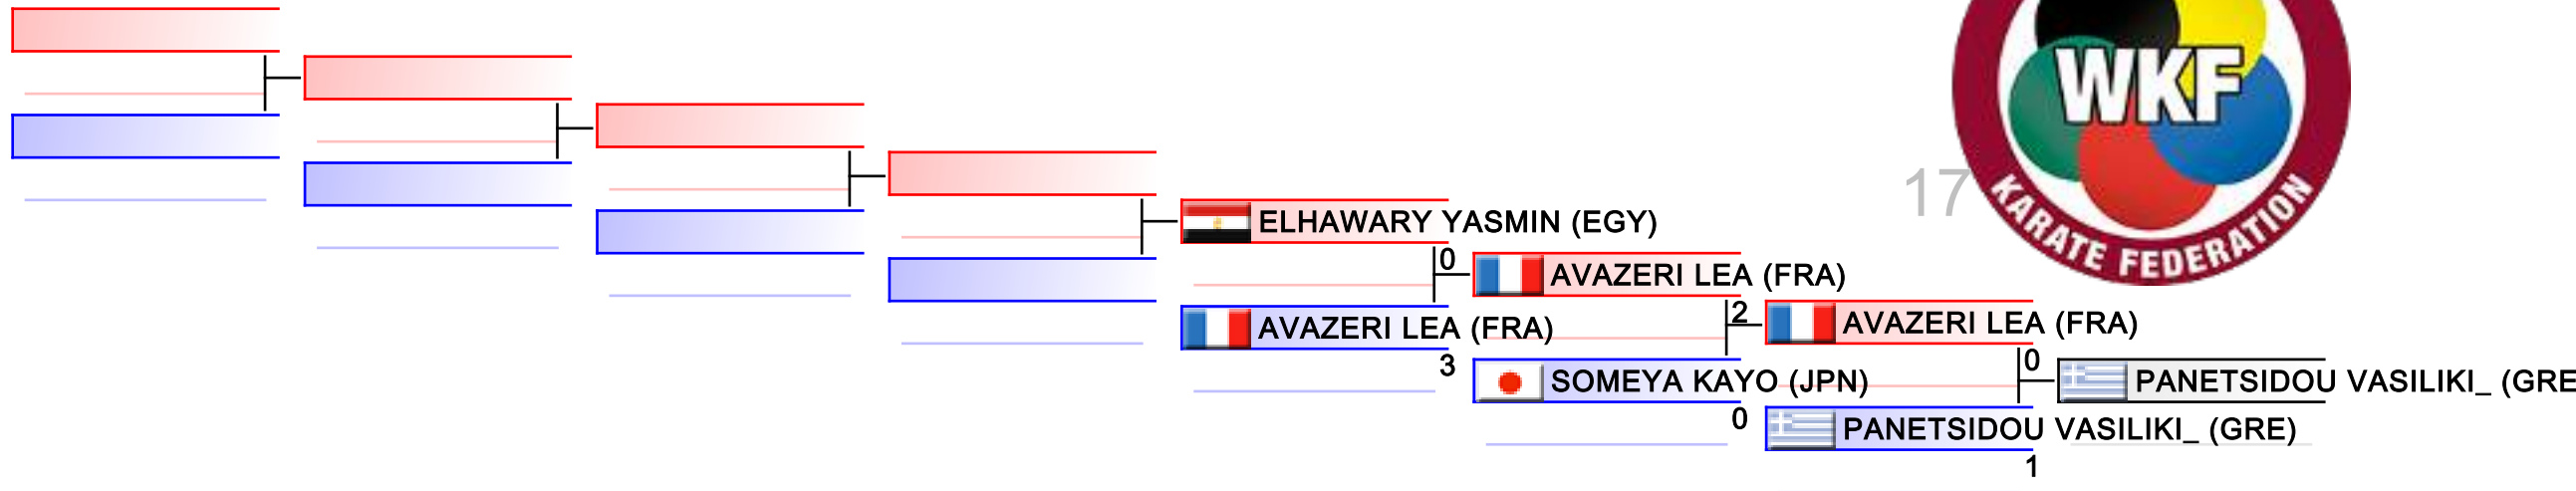 WKF
KARATE FEDERATION
17
ELHAWARY YASMIN (EGY)
0
AVAZERI LEA (FRA)
3
AVAZERI LEA (FRA)
2
SOMEYA KAYO (JPN)
0
AVAZERI LEA (FRA)
0
PANETSIDOU VASILIKI_ (GRE)
1
PANETSIDOU VASILIKI_ (GRE